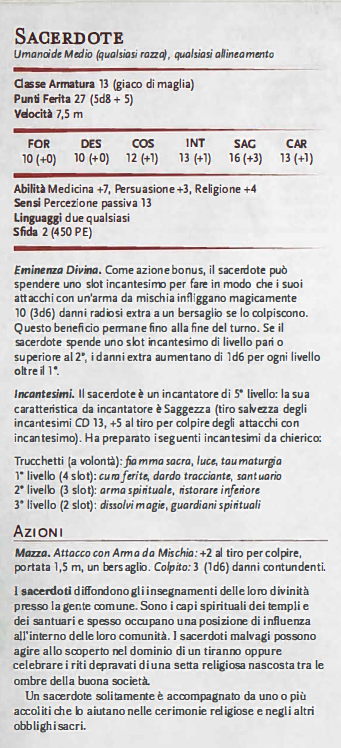 SACERDOTE
Umanoide Medio (qualsiasi razza), qualsiasi allineamento
Classe Armatura 13 (giaco di maglia)
Punti Ferita 27 (5d8 + 5)
Velocità 7,5 m
FOR DES COS INT SAG CAR
10 (+0) 10 (+0) 12 (+1) 13 (+1) 16 (+3) 13 (+1)
Abilità Medicina +7, Persuasione +3, Religione +4
Sensi Percezione passiva 13
Linguaggi due qualsiasi
Sfida 2 (450 PE)
Eminenza Divina. Come azione bonus, il sacerdote può
spendere uno slot incantesimo per fare in modo che i suoi
attacchi con un'arma da mischia infliggano magicamente
10 (3d6) danni radiosi extra a un bersaglio se lo colpiscono.
Questo beneficio permane fino alla fine del turno. Se il
sacerdote spende uno slot incantesimo di livello pari o
superiore al 2°, i danni extra aumentano di 1d6 per ogni livello
oltre il 1°.
Incantesimi. Il sacerdote è un incantatore di 5° livello: la sua
caratteristica da incantatore è Saggezza (tiro salvezza degli
incantesimi CD 13, +5 al tiro per colpire degli attacchi con
incantesimo). Ha preparato i seguenti incantesimi da chierico:
Trucchetti (a volontà): fiamma sacra, luce, taumaturgia
1° livello (4 slot): cura ferite, dardo tracciante, santuario
2° livello (3 slot): arma spirituale, ristorare inferiore
3° livello (2 slot): dissolvi magie, guardiani spirituali
AZIONI
Mazza. Attacco con Arma da Mischia: +2 al tiro per colpire,
portata 1,5 m, un bersaglio. Colpito: 3 (1d6) danni contundenti.
I sacerdoti diffondono gli insegnamenti delle loro divinità
presso la gente comune. Sono i capi spirituali dei templi e
dei santuari e spesso occupano una posizione di influenza
all'interno delle loro comunità. I sacerdoti malvagi possono
agire allo scoperto nel dominio di un tiranno oppure
celebrare i riti depravati di una setta religiosa nascosta tra le
ombre della buona società.
Un sacerdote solitamente è accompagnato da uno o più
accoliti che lo aiutano nelle cerimonie religiose e negli altri
obblighi sacri.